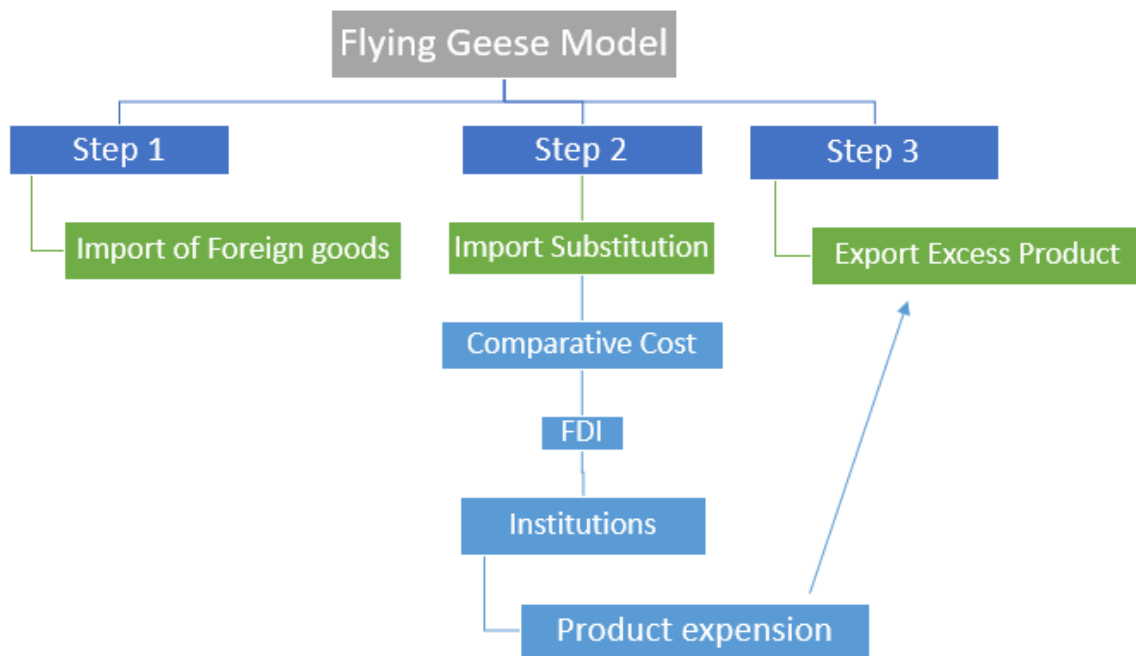 Flying Geese Model
Step 1
Step 2
Step 3
Import of Foreign goods
Import Substitution
Export Excess Product
Comparative Cost
FDI
Institutions
Product expension